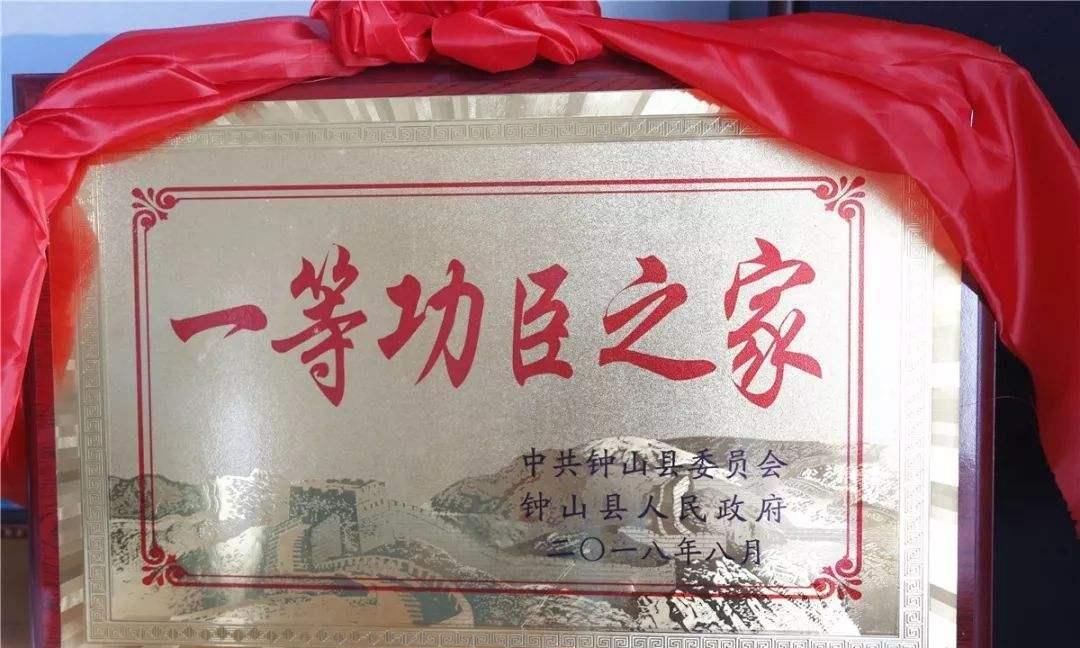 一等功臣之家
中共钟山县委员会
钟山县人民政府
二〇一八年八月